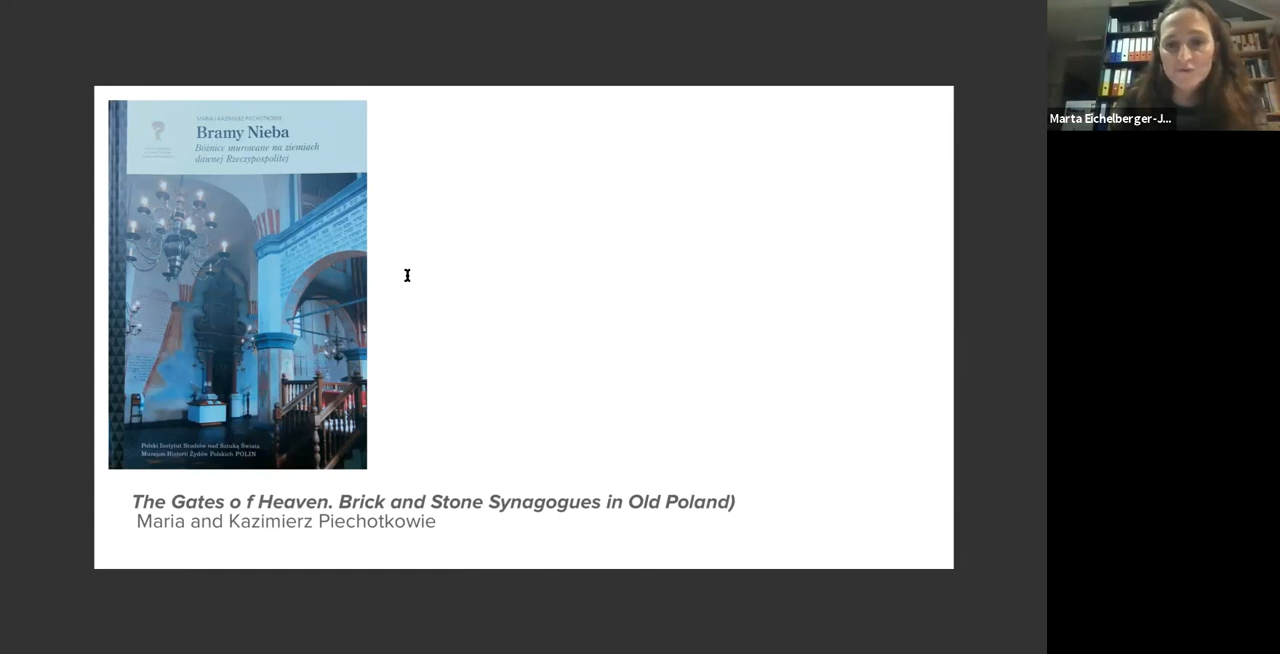 MARIA I KAZIMIERZ PIECHOTKOWIE
Bramy Nieba
Bóżnice murowane na ziemiach
dawnej Rzeczypospolitej
Polski Instytut Studiów nad Sztuką Świata
Muzeum Historii Żydów Polskich POLIN
The Gates o f Heaven. Brick and Stone Synagogues in Old Poland)
Maria and Kazimierz Piechotkowie
Marta Eichelberger-J...